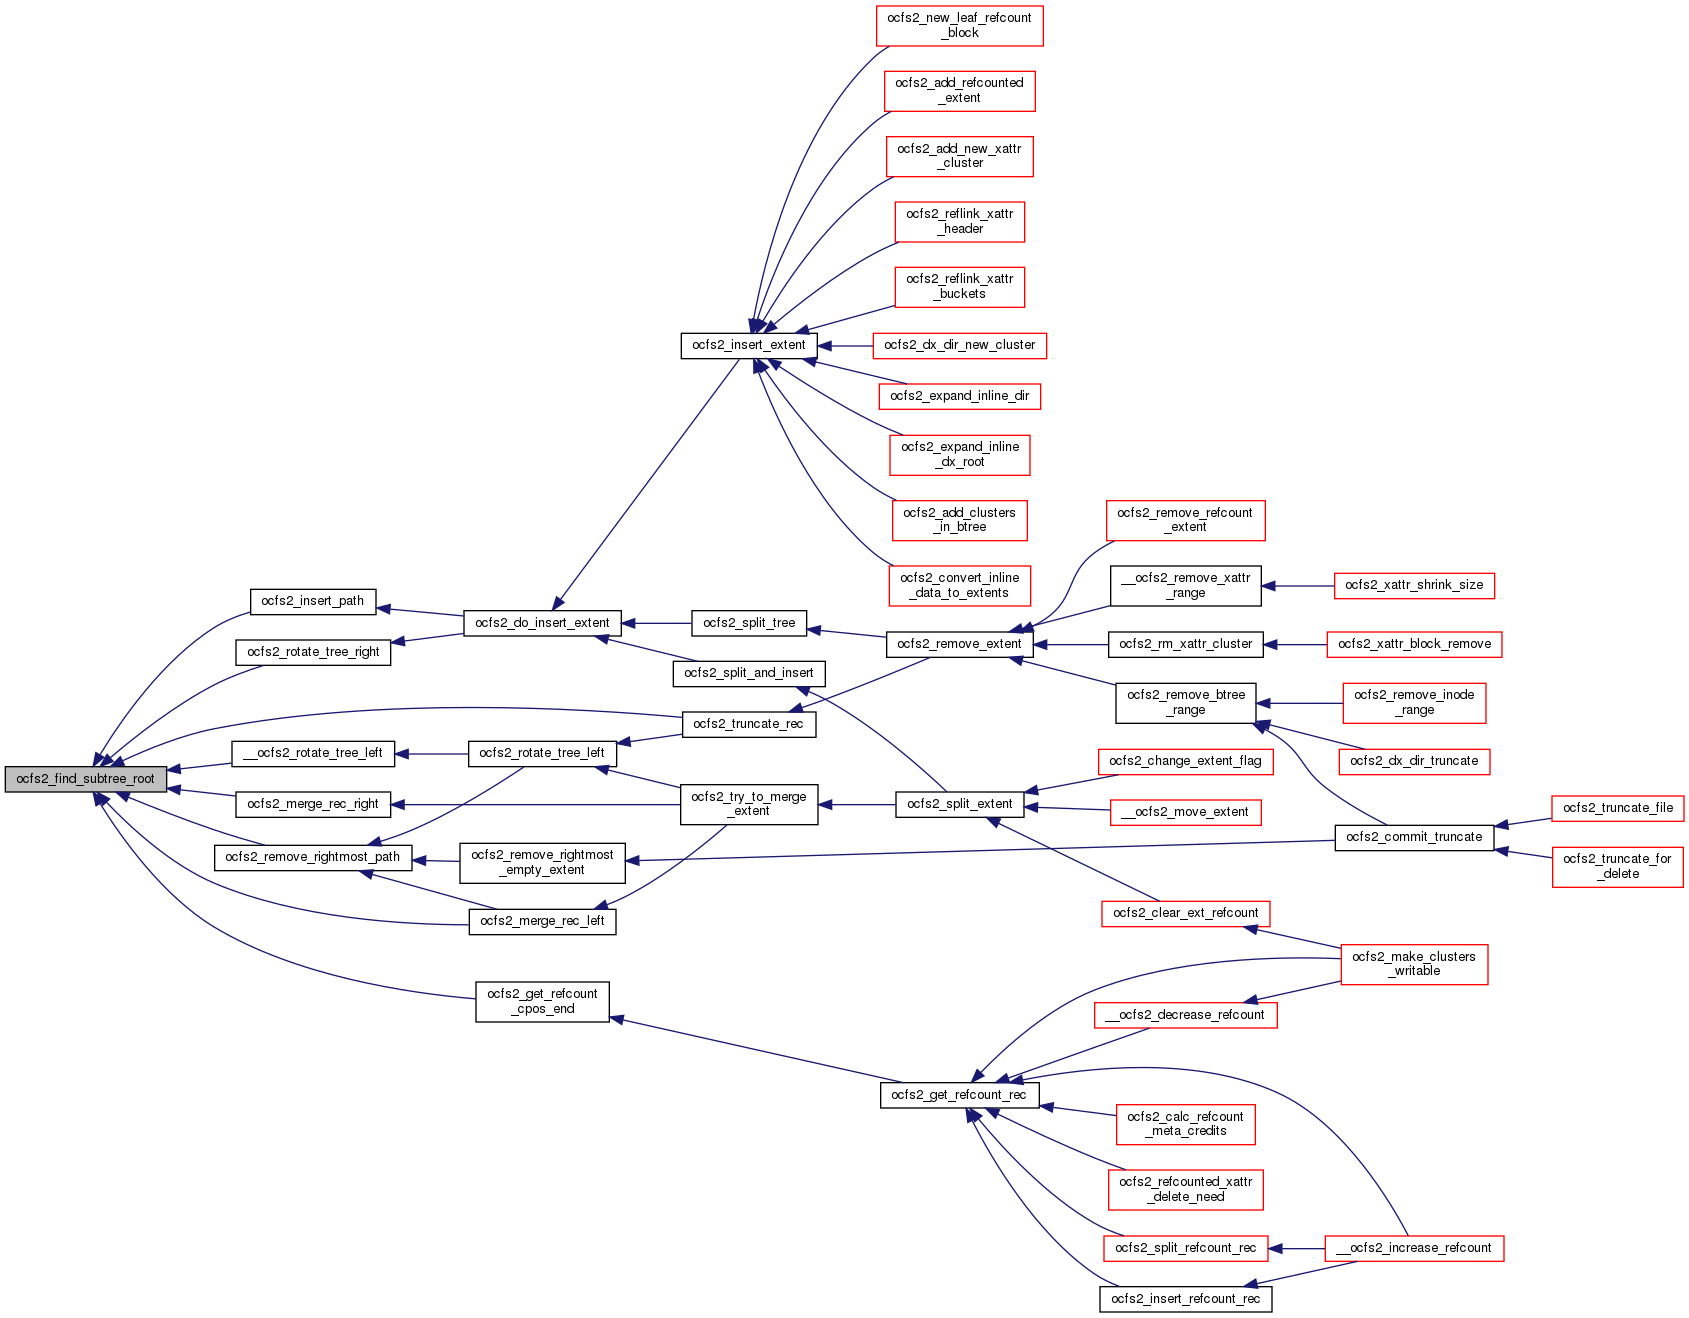 ocfs2_new_leaf_refcount
_block
ocfs2_add_refcounted
_extent
ocfs2_add_new_xattr
_cluster
ocfs2_reflink_xattr
_header
ocfs2_reflink_xattr
_buckets
ocfs2_insert_extent
ocfs2_dx_dir_new_cluster
ocfs2_expand_inline_dir
ocfs2_expand_inline
_dx_root
ocfs2_add_clusters
_in_btree
ocfs2_convert_inline
_data_to_extents
ocfs2_remove_refcount
_extent
__ocfs2_remove_xattr
_range
ocfs2_xattr_shrink_size
ocfs2_insert_path
ocfs2_do_insert_extent
ocfs2_split_tree
ocfs2_rotate_tree_right
ocfs2_remove_extent
ocfs2_rm_xattr_cluster
ocfs2_xattr_block_remove
ocfs2_split_and_insert
ocfs2_remove_btree
_range
ocfs2_remove_inode
_range
ocfs2_truncate_rec
__ocfs2_rotate_tree_left
ocfs2_rotate_tree_left
ocfs2_change_extent_flag
ocfs2_dx_dir_truncate
ocfs2_find_subtree_root
ocfs2_merge_rec_right
ocfs2_try_to_merge
_extent
ocfs2_split_extent
__ocfs2_move_extent
ocfs2_truncate_file
ocfs2_commit_truncate
ocfs2_remove_rightmost_path
ocfs2_remove_rightmost
_empty_extent
ocfs2_truncate_for
_delete
ocfs2_merge_rec_left
ocfs2_clear_ext_refcount
ocfs2_make_clusters
_writable
ocfs2_get_refcount
_cpos_end
__ocfs2_decrease_refcount
ocfs2_get_refcount_rec
ocfs2_calc_refcount
_meta_credits
ocfs2_refcounted_xattr
_delete_need
ocfs2_split_refcount_rec
__ocfs2_increase_refcount
ocfs2_insert_refcount_rec